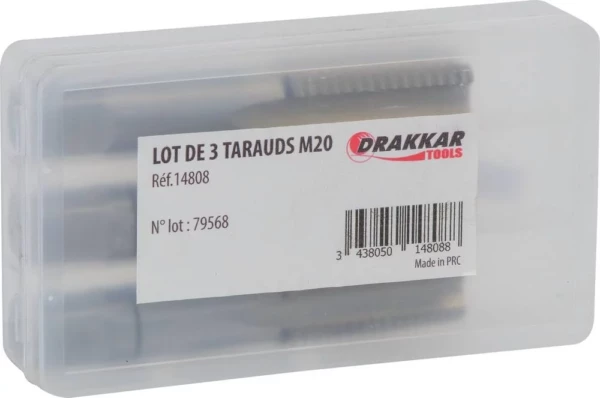 LOT DE 3 TARAUDS M20
DRAKKAR
TOOLS
Réf.14808
N° lot : 79568
3 438050 148088
Made in PRC